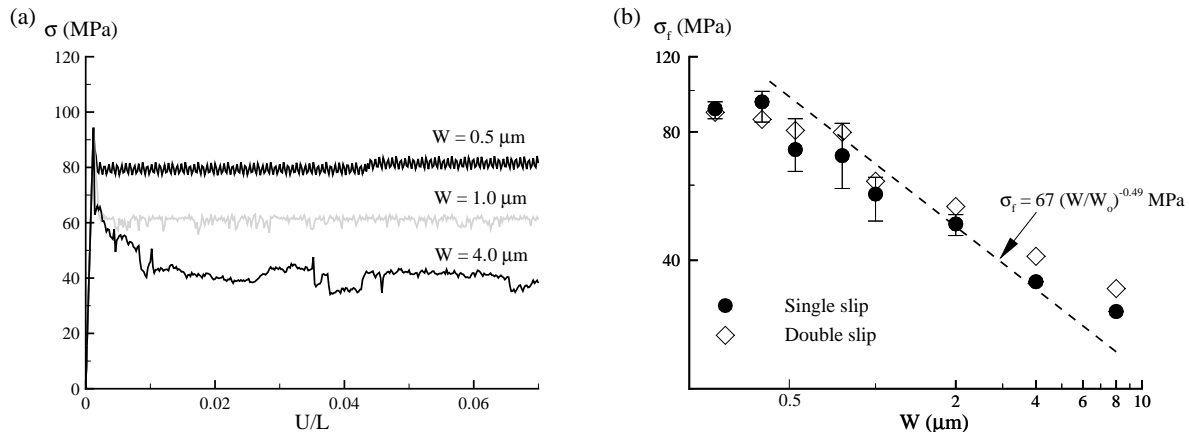 (a)
σ (MPa)
120
100
80
60
40
20
0
0
0.02
0.04
0.06
U/L
W = 0.5 μm
W = 1.0 μm
W = 4.0 μm
(b)
σf (MPa)
120
80
40
σf = 67 (W/Wo)-0.49 MPa
Single slip
Double slip
0.5
2
4
6
8
10
W (μm)